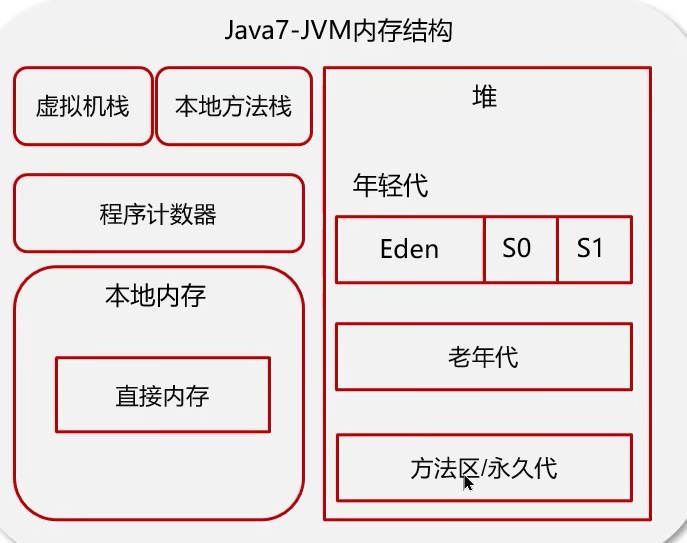 Java7-JVM内存结构
虚拟机栈
本地方法栈
程序计数器
本地内存
直接内存
堆
年轻代
Eden
S0
S1
老年代
方法区/永久代